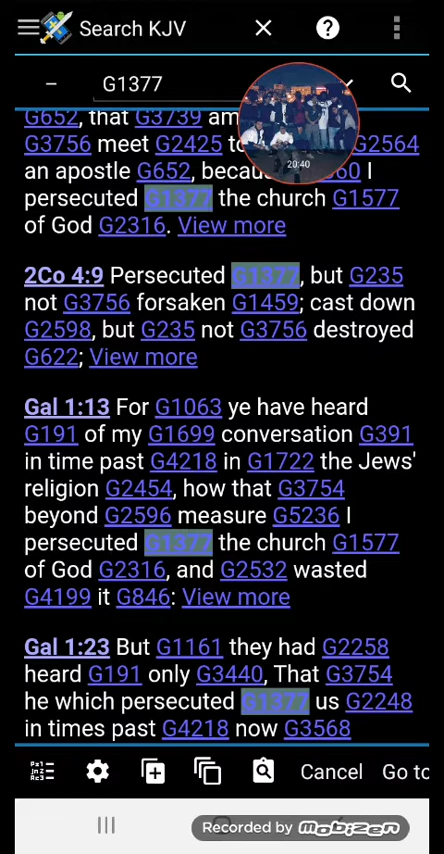 Search KJV
G1377
G652, that G3739 am
G3756 meet G2425 to G2564
an apostle G652, I
persecuted G1377 the church G1577
of God G2316. View more
2Co 4:9 Persecuted G1377, but G235
not G3756 forsaken G1459; cast down
G2598, but G235 not G3756 destroyed
G622; View more
Gal 1:13 For G1063 ye have heard
G191 of my G1699 conversation G391
in time past G4218 in G1722 the Jews'
religion G2454, how that G3754
beyond G2596 measure G5236 I
persecuted G1377 the church G1577
of God G2316, and G2532 wasted
G4199 it G846: View more
Gal 1:23 But G1161 they had G2258
heard G191 only G3440, That G3754
he which persecuted G1377 us G2248
in times past G4218 now G3568
20:40
Cancel Go to
Recorded by Mobizen